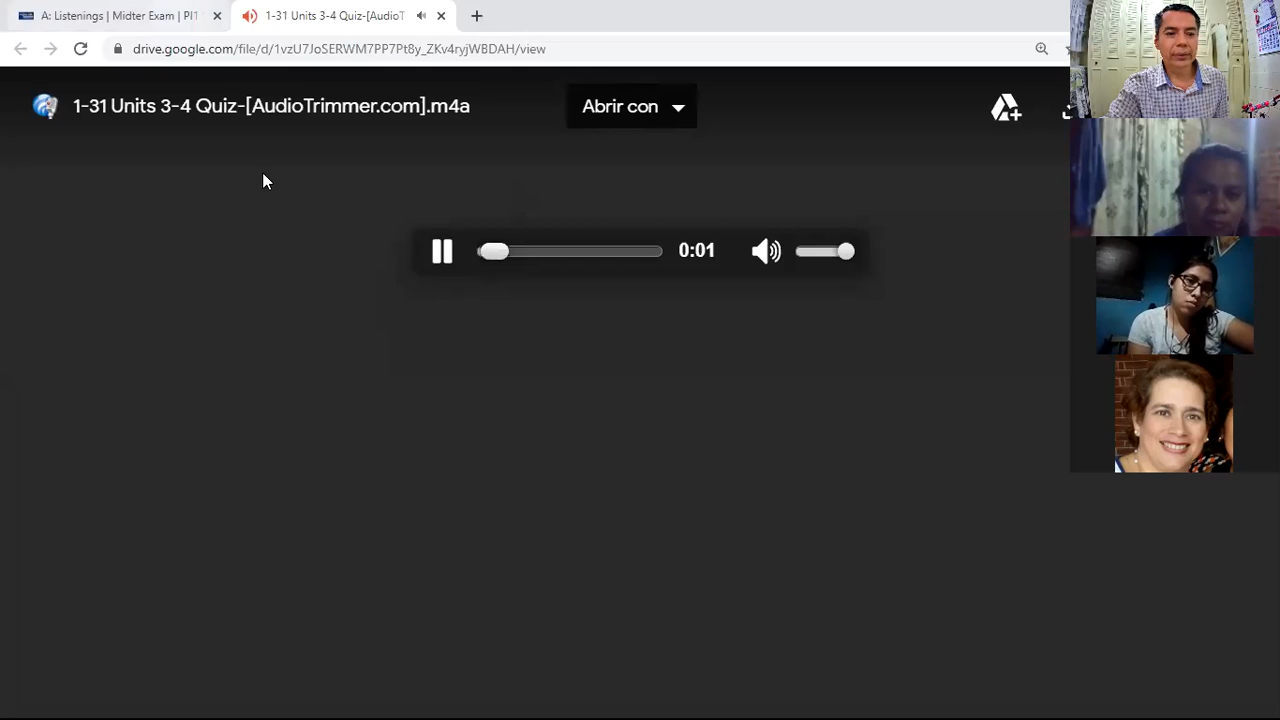 A: Listenings | Midter Exam | PI1
1-31 Units 3-4 Quiz-[AudioT
drive.google.com/file/d/1vzU7JoSERWM7PP7Pt8y_ZKv4ryjWBDAH/view
1-31 Units 3-4 Quiz-[AudioTrimmer.com].m4a
Abrir con
0:01